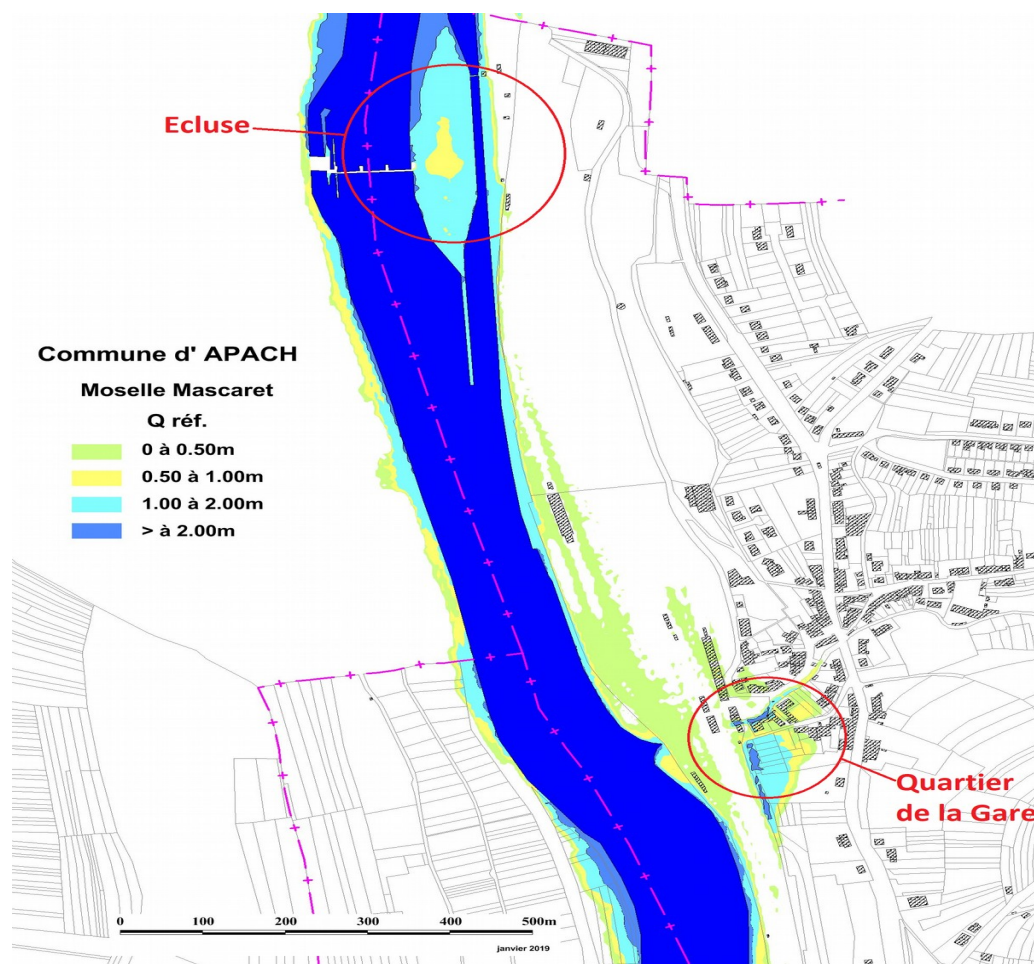 Ecluse
Commune d' APACH
Moselle Mascaret
Q réf.
0 à 0.50m
0.50 à 1.00m
1.00 à 2.00m
> à 2.00m
Quartier
de la Gare
0 100 200 300 400 500m
janvier 2019